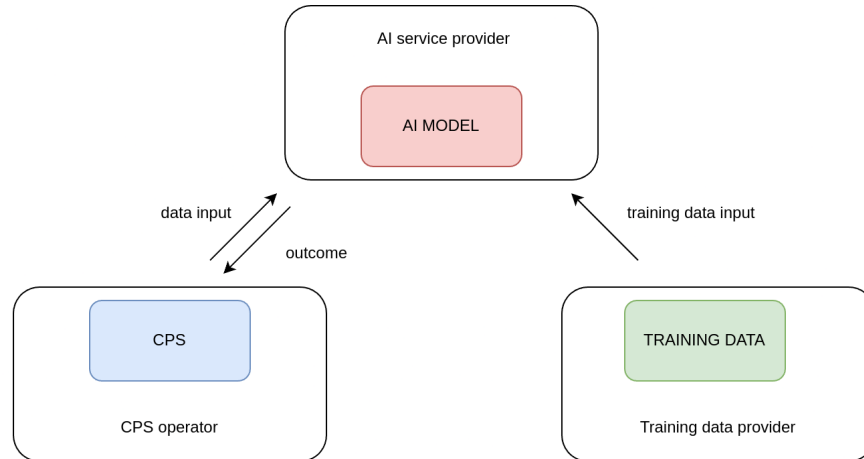 AI service provider
AI MODEL
data input
training data input
outcome
CPS
TRAINING DATA
CPS operator
Training data provider